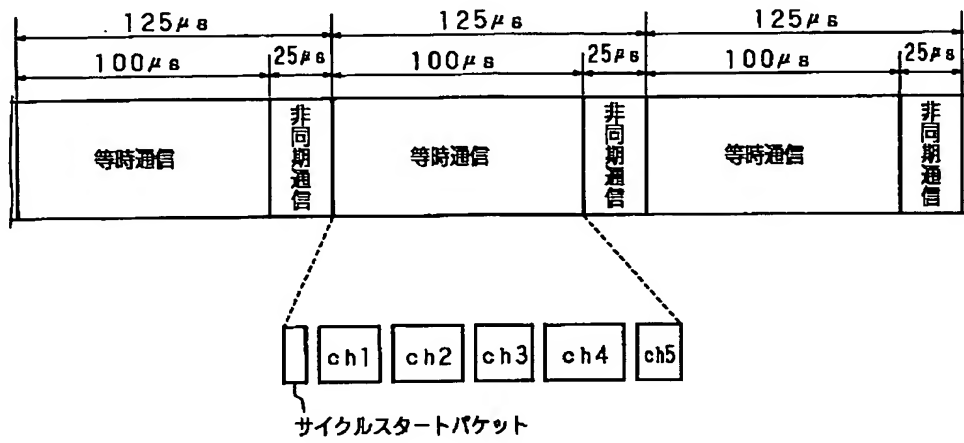 125μs 125μs 125μs
100μs 25μs 100μs 25μs 100μs 25μs
等時通信 非同期通信 等時通信 非同期通信 等時通信 非同期通信
ch1 ch2 ch3 ch4 ch5
サイクルスタートパケット